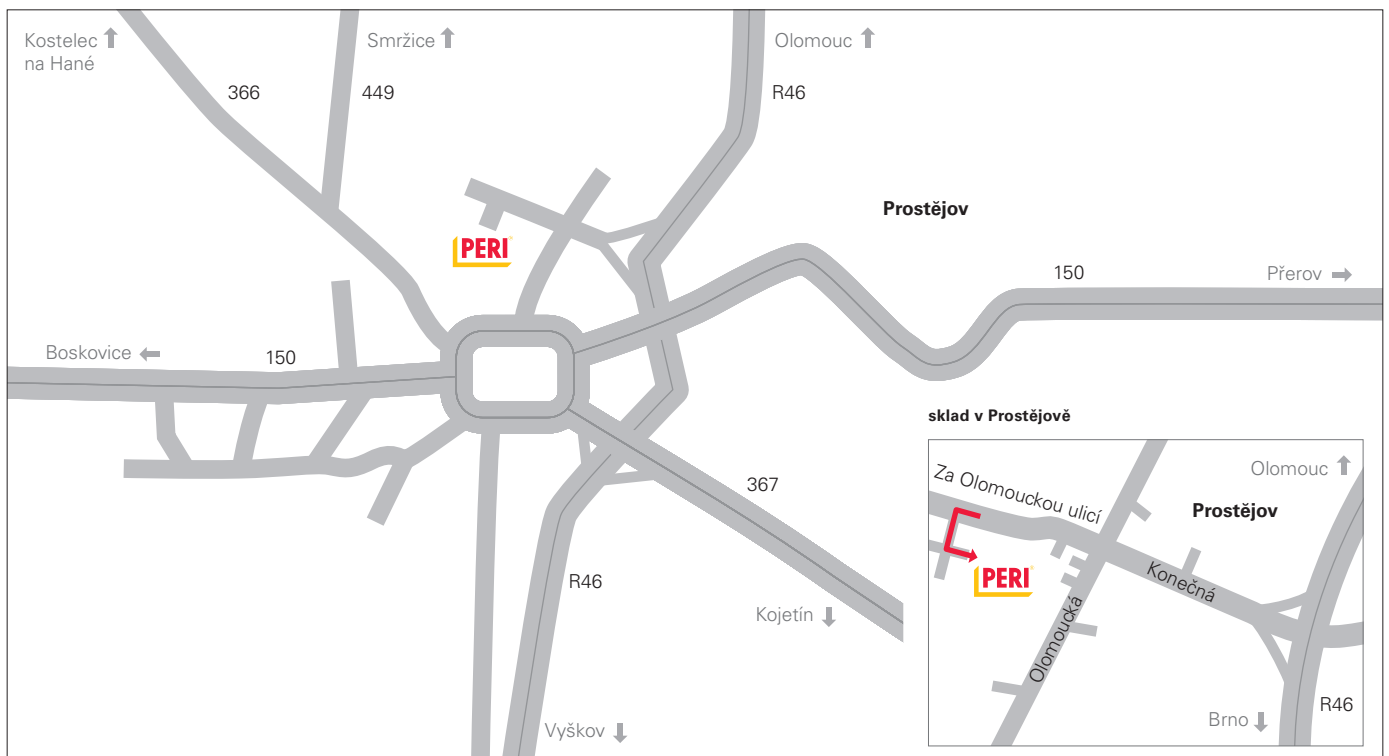 Kostelec
na Hané
Smržice
Olomouc
366
449
R46
Prostějov
PERI
150
Přerov
Boskovice
150
sklad v Prostějově
367
R46
Kojetín
Vyškov
Olomouc
Za Olomouckou ulicí
Prostějov
PERI
Konečná
Olomoucká
R46
Brno